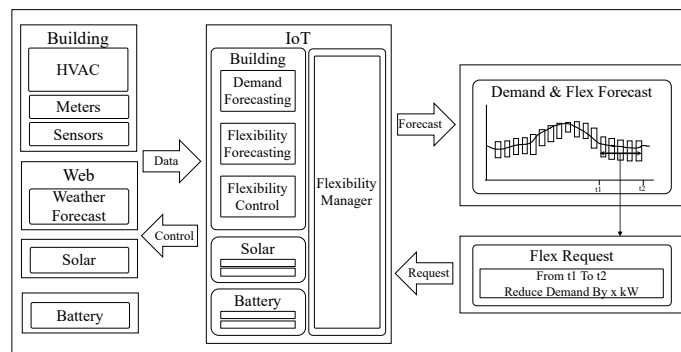 Building
HVAC
Meters
Sensors
Web
Weather
Forecast
Solar
Battery
Data
Control
IoT
Building
Demand
Forecasting
Flexibility
Forecasting
Flexibility
Control
Solar
Battery
Flexibility
Manager
Forecast
Request
Demand & Flex Forecast
t1
t2
Flex Request
From t1 To t2
Reduce Demand By x kW